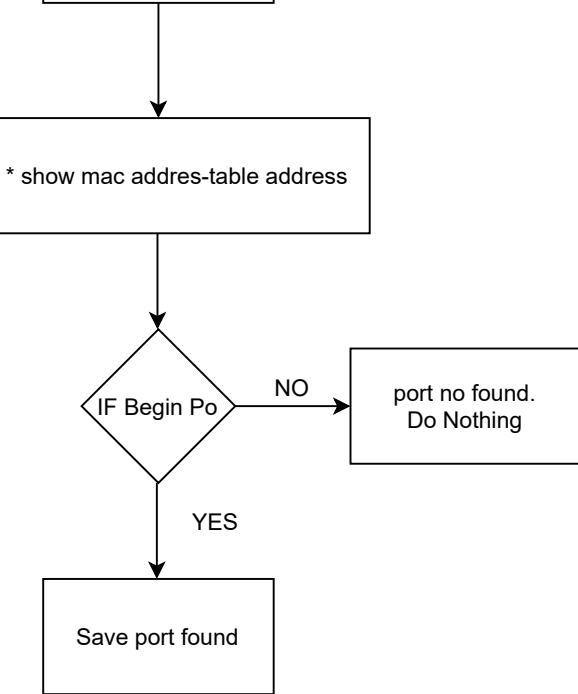 * show mac addres-table address
IF Begin Po
NO
port no found.
Do Nothing
YES
Save port found